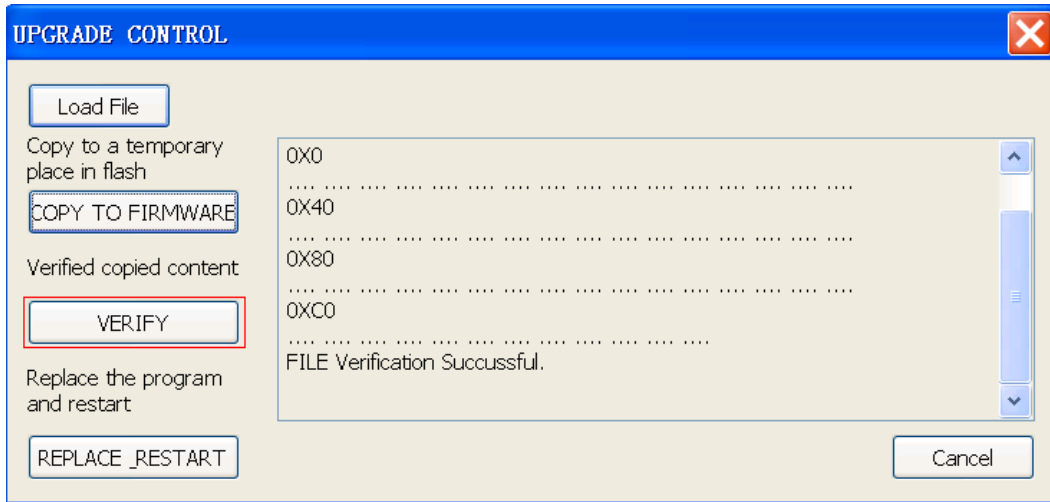 UPGRADE CONTROL
Load File
Copy to a temporary
place in flash
COPY TO FIRMWARE
Verified copied content
VERIFY
Replace the program
and restart
REPLACE _RESTART
0X0
.... .... .... .... .... .... .... .... .... .... .... .... .... .... .... ....
0X40
.... .... .... .... .... .... .... .... .... .... .... .... .... .... .... ....
0X80
.... .... .... .... .... .... .... .... .... .... .... .... .... .... .... ....
0XC0
.... .... .... .... .... .... .... .... .... .... .... ....
FILE Verification Succussful.
Cancel